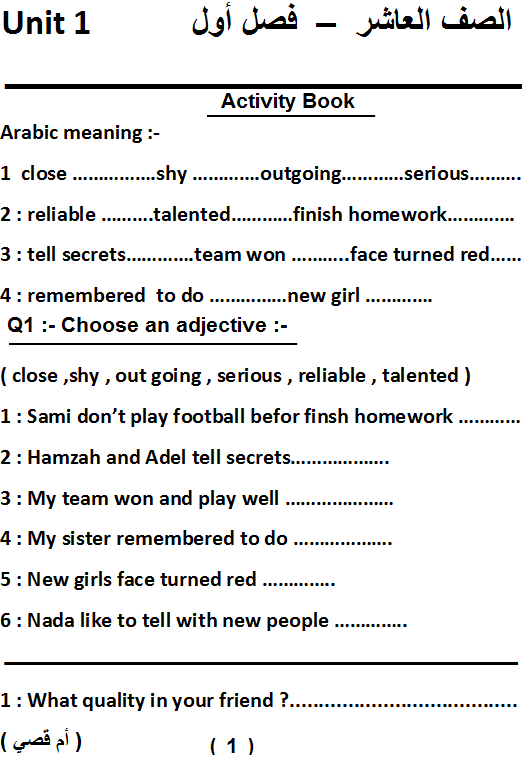 Unit 1 الصف العاشر – فصل أول
Activity Book
Arabic meaning :-
1 close ................shy .............outgoing............serious..........
2 : reliable ..........talented............finish homework.............
3 : tell secrets.............team won ...........face turned red......
4 : remembered to do ...............new girl .............
Q1 :- Choose an adjective :-
( close ,shy , out going , serious , reliable , talented )
1 : Sami don’t play football befor finsh homework ............
2 : Hamzah and Adel tell secrets...................
3 : My team won and play well .....................
4 : My sister remembered to do ...................
5 : New girls face turned red ..............
6 : Nada like to tell with new people ..............
1 : What quality in your friend ?.......................................
( أم قصي )
( 1 )